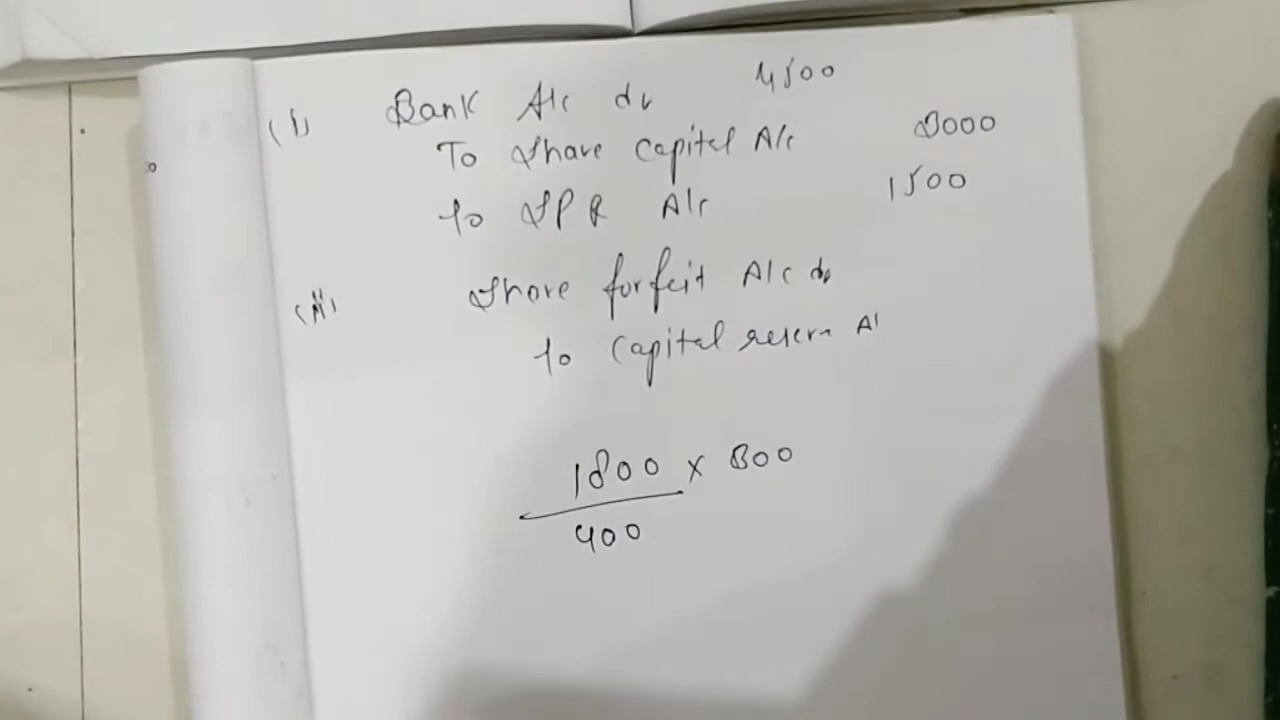 (i) Bank A/c dr 4500
To Share capital A/c 3000
to SPR A/c 1500
(ii) Share forfeit A/c dr
to Capital reserve A/
1800 × 300
400